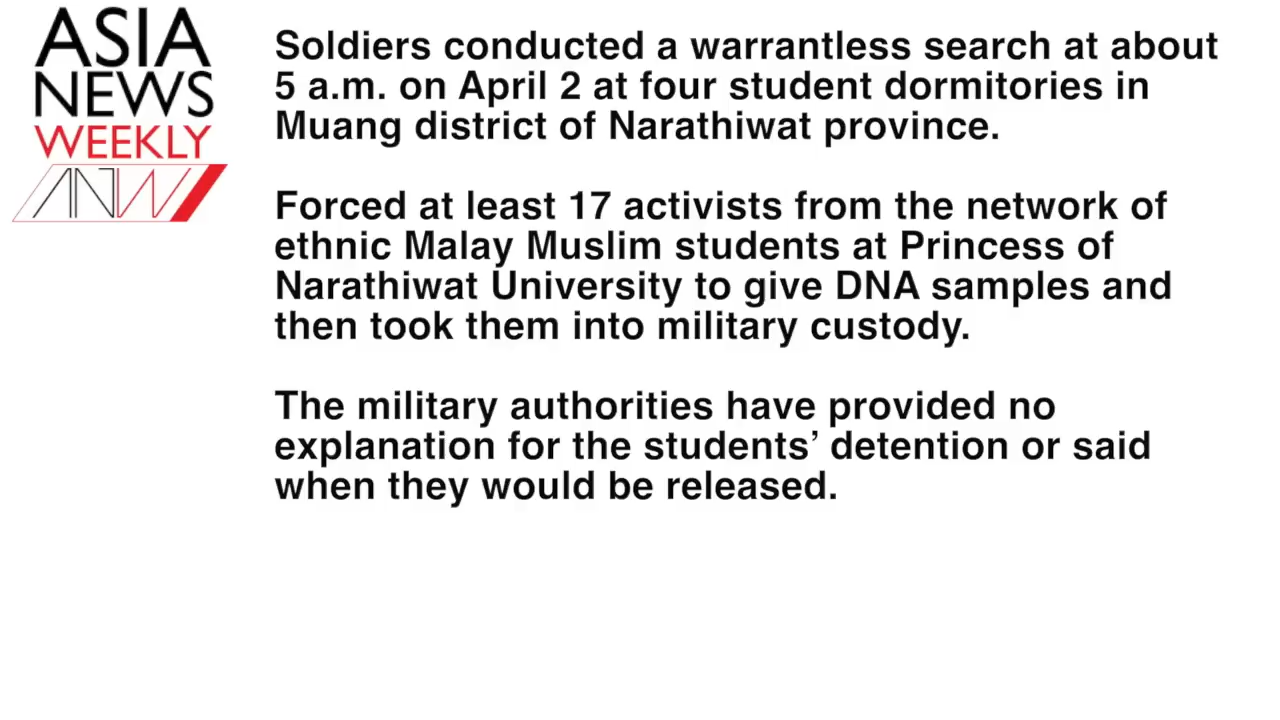 ASIA
NEWS
WEEKLY
ANW
Soldiers conducted a warrantless search at about
5 a.m. on April 2 at four student dormitories in
Muang district of Narathiwat province.
Forced at least 17 activists from the network of
ethnic Malay Muslim students at Princess of
Narathiwat University to give DNA samples and
then took them into military custody.
The military authorities have provided no
explanation for the students’ detention or said
when they would be released.